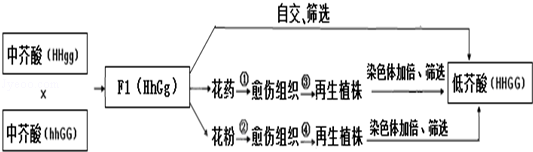 自交、筛选
中芥酸(HHgg)
×
中芥酸(hhGG)
F1(HhGg)
花药 ① 愈伤组织 ③ 再生植株 染色体加倍、筛选
花粉 ② 愈伤组织 ④ 再生植株 染色体加倍、筛选
低芥酸(HHGG)